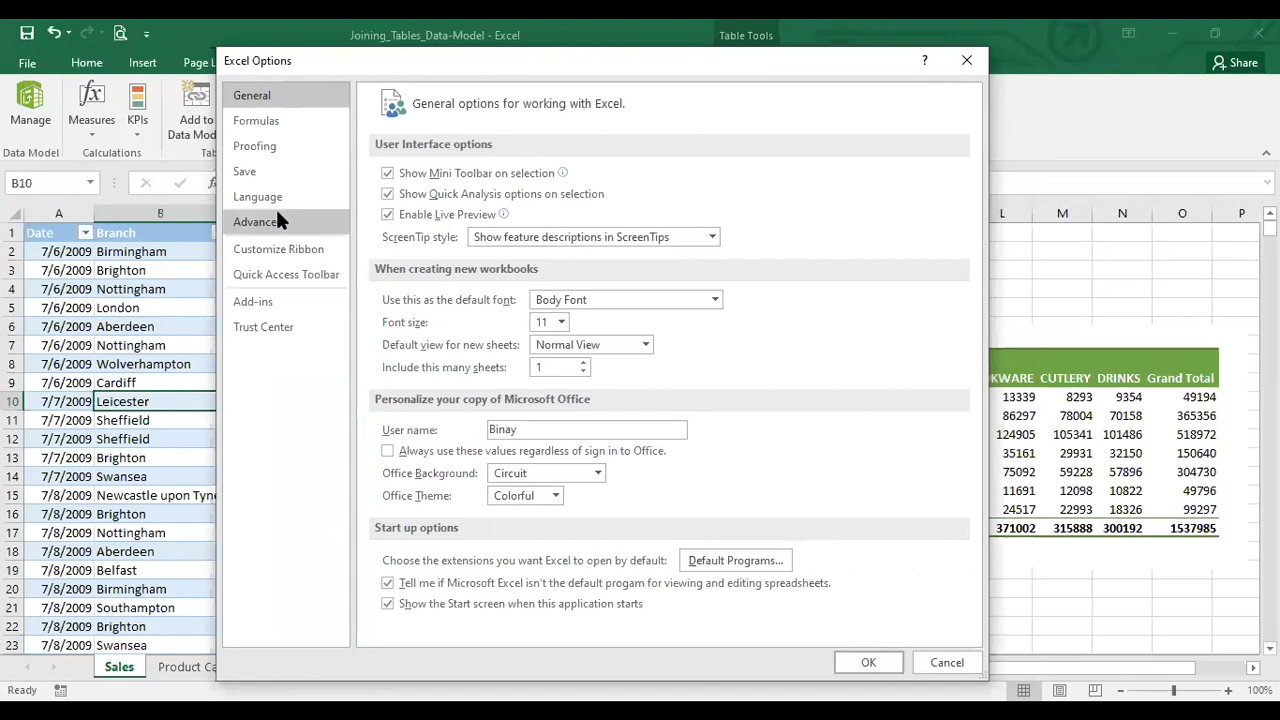 Joining_Tables_Data-Model - Excel
Table Tools
File
Home
Insert
Page L
Share
Manage
Measures
KPIs
Add to
Data Model
Data Model
Calculations
B10
Excel Options
?
General
Formulas
Proofing
Save
Language
Advance
Customize Ribbon
Quick Access Toolbar
Add-ins
Trust Center
General options for working with Excel.
User Interface options
Show Mini Toolbar on selection
Show Quick Analysis options on selection
Enable Live Preview
ScreenTip style: Show feature descriptions in ScreenTips
When creating new workbooks
Use this as the default font: Body Font
Font size: 11
Default view for new sheets: Normal View
Include this many sheets: 1
Personalize your copy of Microsoft Office
User name: Binay
Always use these values regardless of sign in to Office.
Office Background: Circuit
Office Theme: Colorful
Start up options
Choose the extensions you want Excel to open by default: Default Programs...
Tell me if Microsoft Excel isn't the default progam for viewing and editing spreadsheets.
Show the Start screen when this application starts
OK
Cancel
A B
L M N O P
1 Date Branch
2 7/6/2009 Birmingham
3 7/6/2009 Brighton
4 7/6/2009 Nottingham
5 7/6/2009 London
6 7/6/2009 Aberdeen
7 7/6/2009 Nottingham
8 7/6/2009 Wolverhampton
9 7/6/2009 Cardiff
10 7/7/2009 Leicester
11 7/7/2009 Sheffield
12 7/7/2009 Sheffield
13 7/7/2009 Brighton
14 7/7/2009 Swansea
15 7/8/2009 Newcastle upon Tyn
16 7/8/2009 Brighton
17 7/8/2009 Nottingham
18 7/8/2009 Aberdeen
19 7/8/2009 Belfast
20 7/8/2009 Birmingham
21 7/8/2009 Southampton
22 7/8/2009 Brighton
23 7/8/2009 Swansea
KWARE CUTLERY DRINKS Grand Total
13339 8293 9354 49194
86297 78004 70158 365356
124905 105341 101486 518972
35161 29931 32150 150640
75092 59228 57896 304730
11691 12098 10822 49796
24517 22993 18326 99297
371002 315888 300192 1537985
Sales
Product Ca
Ready
100%